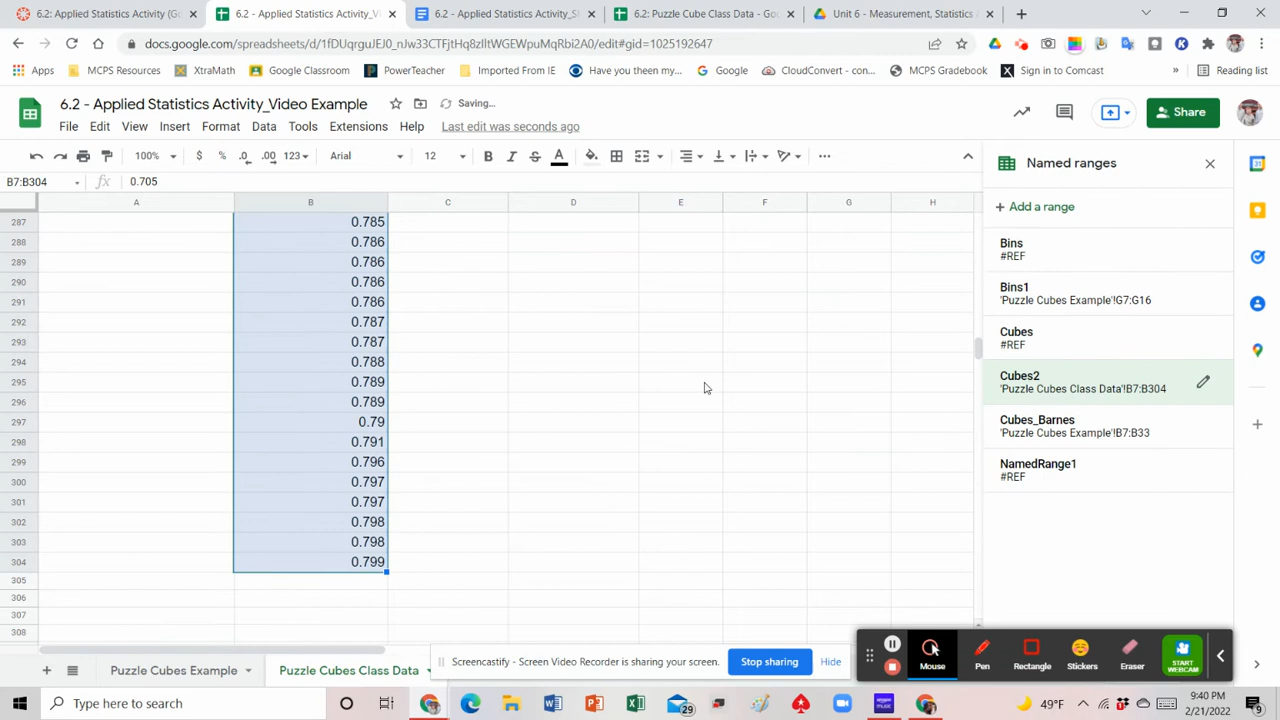 6.2: Applied Statistics Activity (Go
6.2 - Applied Statistics Activity_V
6.2 - Applied Statistics Activity_St
6.2 Puzzle Cube Class Data - Goo
Unit 6 - Measurement, Statistics &
docs.google.com/spreadsheets/d/
edit#gid=1025192647
Apps
MCPS Resources
XtraMath
GoogleClassroom
PowerTeacher
Imported From IE
Have you theen my...
Google
CloudConvert - con...
MCPS Gradebook
Sign in to Comcast
»
Reading list
6.2 - Applied Statistics Activity_Video Example
Saving...
Share
File Edit View Insert Format Data Tools Extensions Help Last edit was seconds ago
100% $ % .0 .00 123 Arial 12 B I S A
B7:B304 fx 0.705
Named ranges
+ Add a range
A B C D E F G H
287 0.785
288 0.786
289 0.786
290 0.786
291 0.786
292 0.787
293 0.787
294 0.788
295 0.789
296 0.789
297 0.79
298 0.791
299 0.796
300 0.797
301 0.797
302 0.798
303 0.798
304 0.799
305
306
307
308
Bins
#REF
Bins1
'Puzzle Cubes Example'!G7:G16
Cubes
#REF
Cubes2
'Puzzle Cubes Class Data'!B7:B304
Cubes_Barnes
'Puzzle Cubes Example'!B7:B33
NamedRange1
#REF
Puzzle Cubes Example
Puzzle Cubes Class Data
Screencastify - Screen Video Recorder is sharing your screen.
Stop sharing
Hide
Mouse
Pen
Rectangle
Stickers
Eraser
START
WEBCAM
Type here to search
29
49°F
9:40 PM
2/21/2022
9